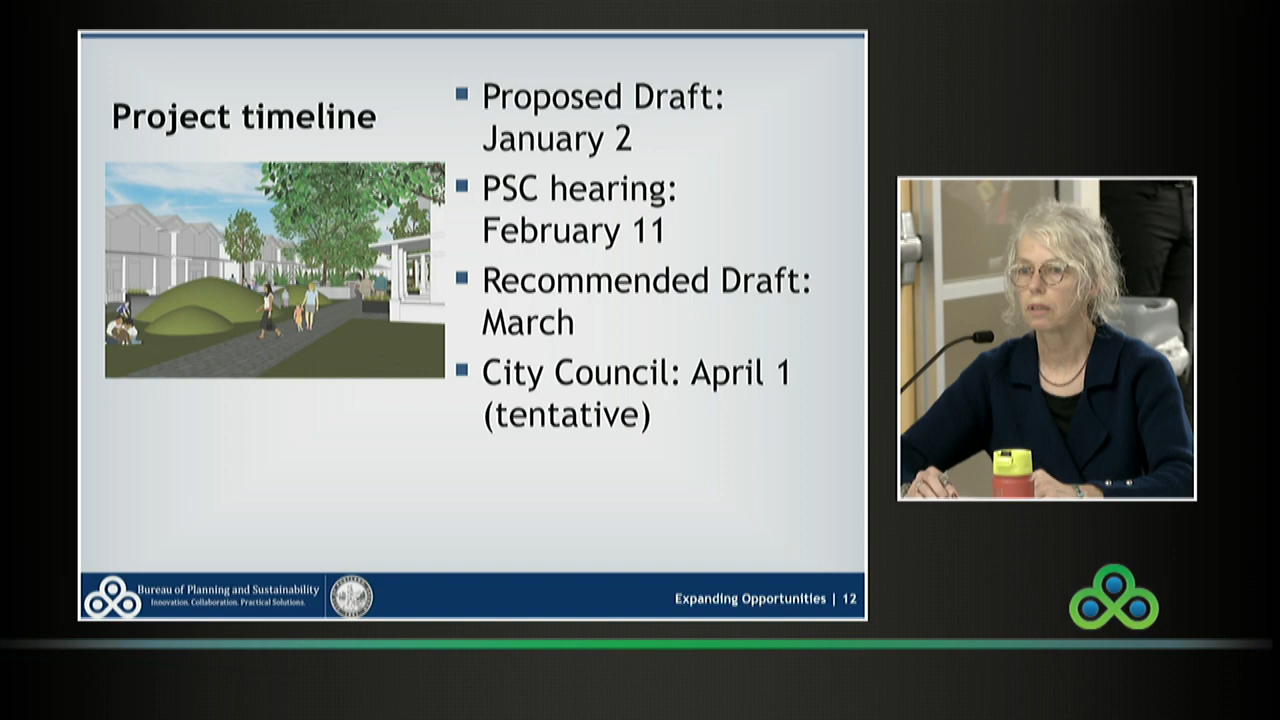 Project timeline
Proposed Draft:
January 2
PSC hearing:
February 11
Recommended Draft:
March
City Council: April 1
(tentative)
Bureau of Planning and Sustainability
Innovation. Collaboration. Practical Solutions.
Expanding Opportunities | 12